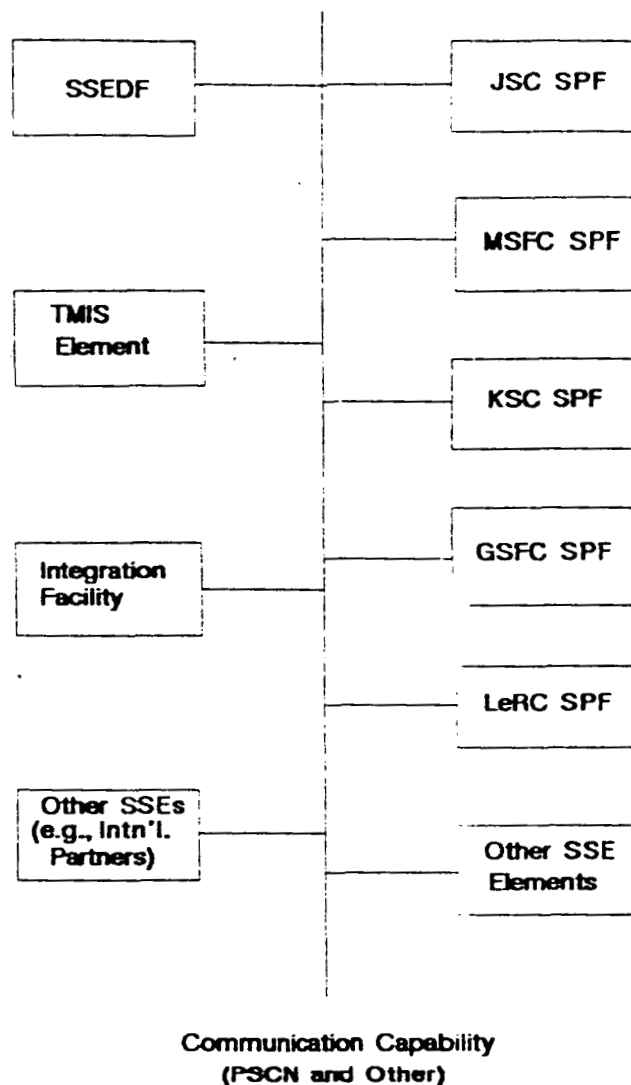 SSEDF
JSC SPF
MSFC SPF
TMIS
Element
KSC SPF
GSFC SPF
Integration
Facility
LeRC SPF
Other SSEs
(e.g., Intn'l.
Partners)
Other SSE
Elements
Communication Capability
(PSCN and Other)